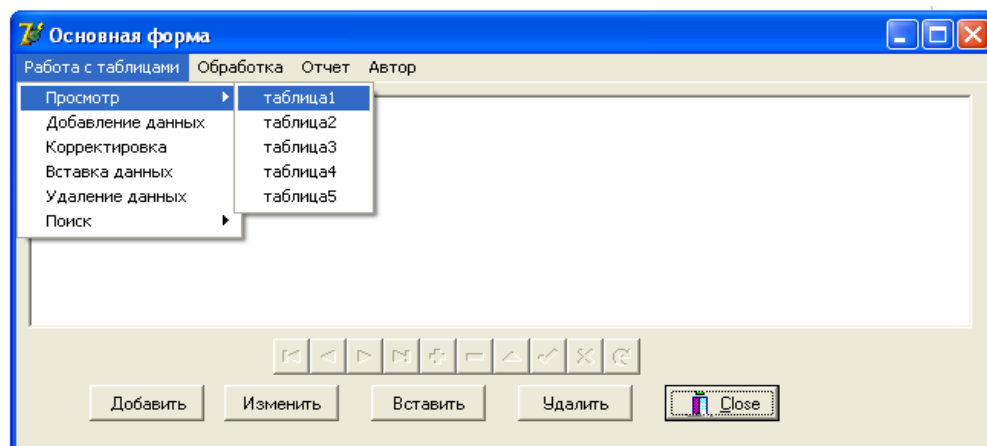 Основная форма
Работа с таблицами Обработка Отчет Автор
Просмотр таблица1
Добавление данных таблица2
Корректировка таблица3
Вставка данных таблица4
Удаление данных таблица5
Поиск
Добавить Изменить Вставить Удалить Close